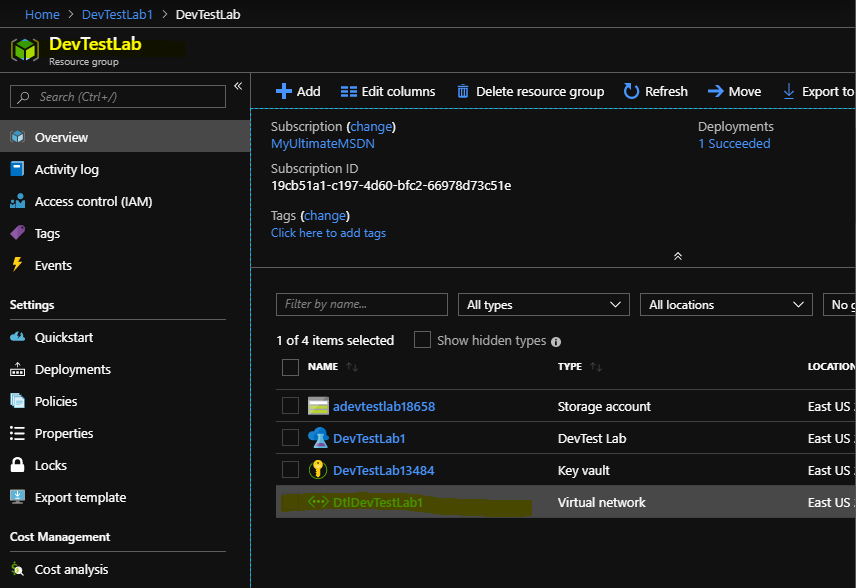 Home > DevTestLab1 > DevTestLab
DevTestLab
Resource group
Search (Ctrl+/)
«
Overview
Activity log
Access control (IAM)
Tags
Events
Settings
Quickstart
Deployments
Policies
Properties
Locks
Export template
Cost Management
Cost analysis
Add Edit columns Delete resource group Refresh Move Export to
Subscription (change)
MyUltimateMSDN
Deployments
1 Succeeded
Subscription ID
19cb51a1-c197-4d60-bfc2-66978d73c51e
Tags (change)
Click here to add tags
Filter by name... All types All locations No g
1 of 4 items selected Show hidden types
NAME TYPE LOCATION
adevtestlab18658 Storage account East US
DevTestLab1 DevTest Lab East US
DevTestLab13484 Key vault East US
DtlDevTestLab1 Virtual network East US